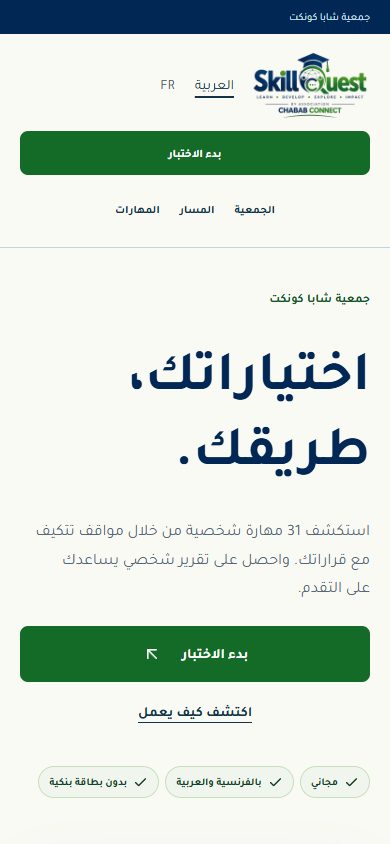 جمعية شابا كونكت
SkillQuest
LEARN • DEVELOP • EXPLORE • IMPACT
BY ASSOCIATION
CHABAB CONNECT
العربية
FR
بدء الاختبار
الجمعية
المسار
المهارات
جمعية شابا كونكت
اختياراتك،
طريقك.
استكشف 31 مهارة شخصية من خلال مواقف تتكيف
مع قراراتك. واحصل على تقرير شخصي يساعدك
على التقدم.
بدء الاختبار
اكتشف كيف يعمل
مجاني
بالفرنسية والعربية
بدون بطاقة بنكية